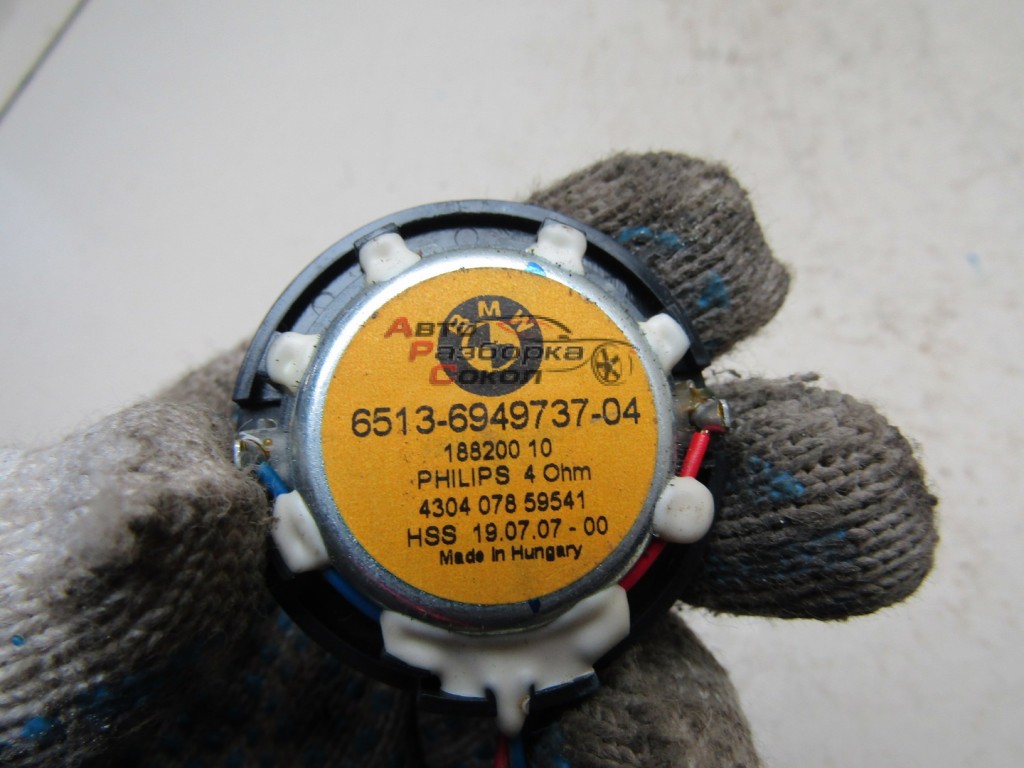 BMW
Авто
Разборка
Сокол
6513-6949737-04
188200 10
PHILIPS 4 Ohm
4304 078 59541
HSS 19.07.07-00
Made in Hungary